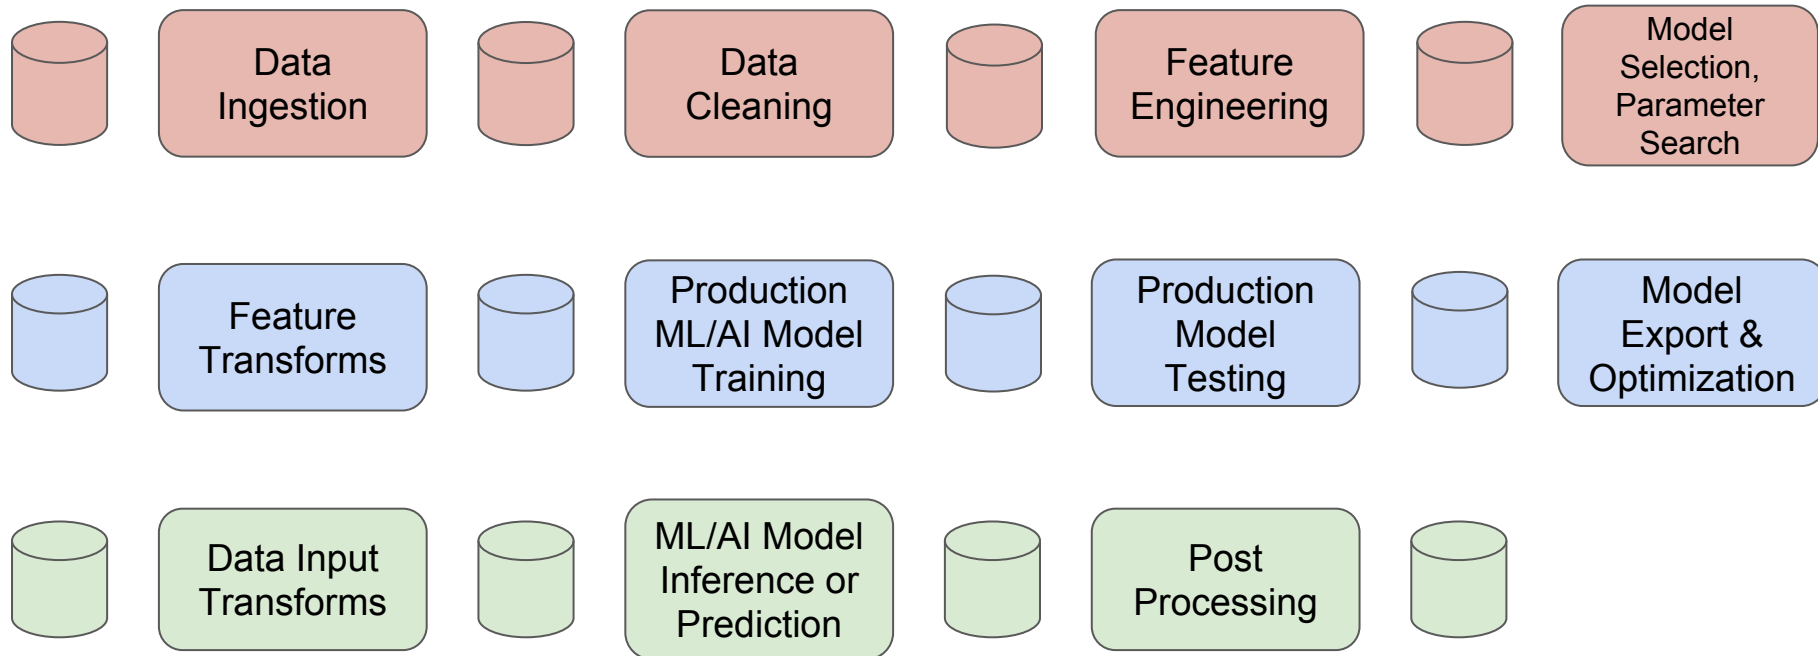 Data
Ingestion
Data
Cleaning
Feature
Engineering
Model
Selection,
Parameter
Search
Feature
Transforms
Production
ML/AI Model
Training
Production
Model
Testing
Model
Export &
Optimization
Data Input
Transforms
ML/AI Model
Inference or
Prediction
Post
Processing